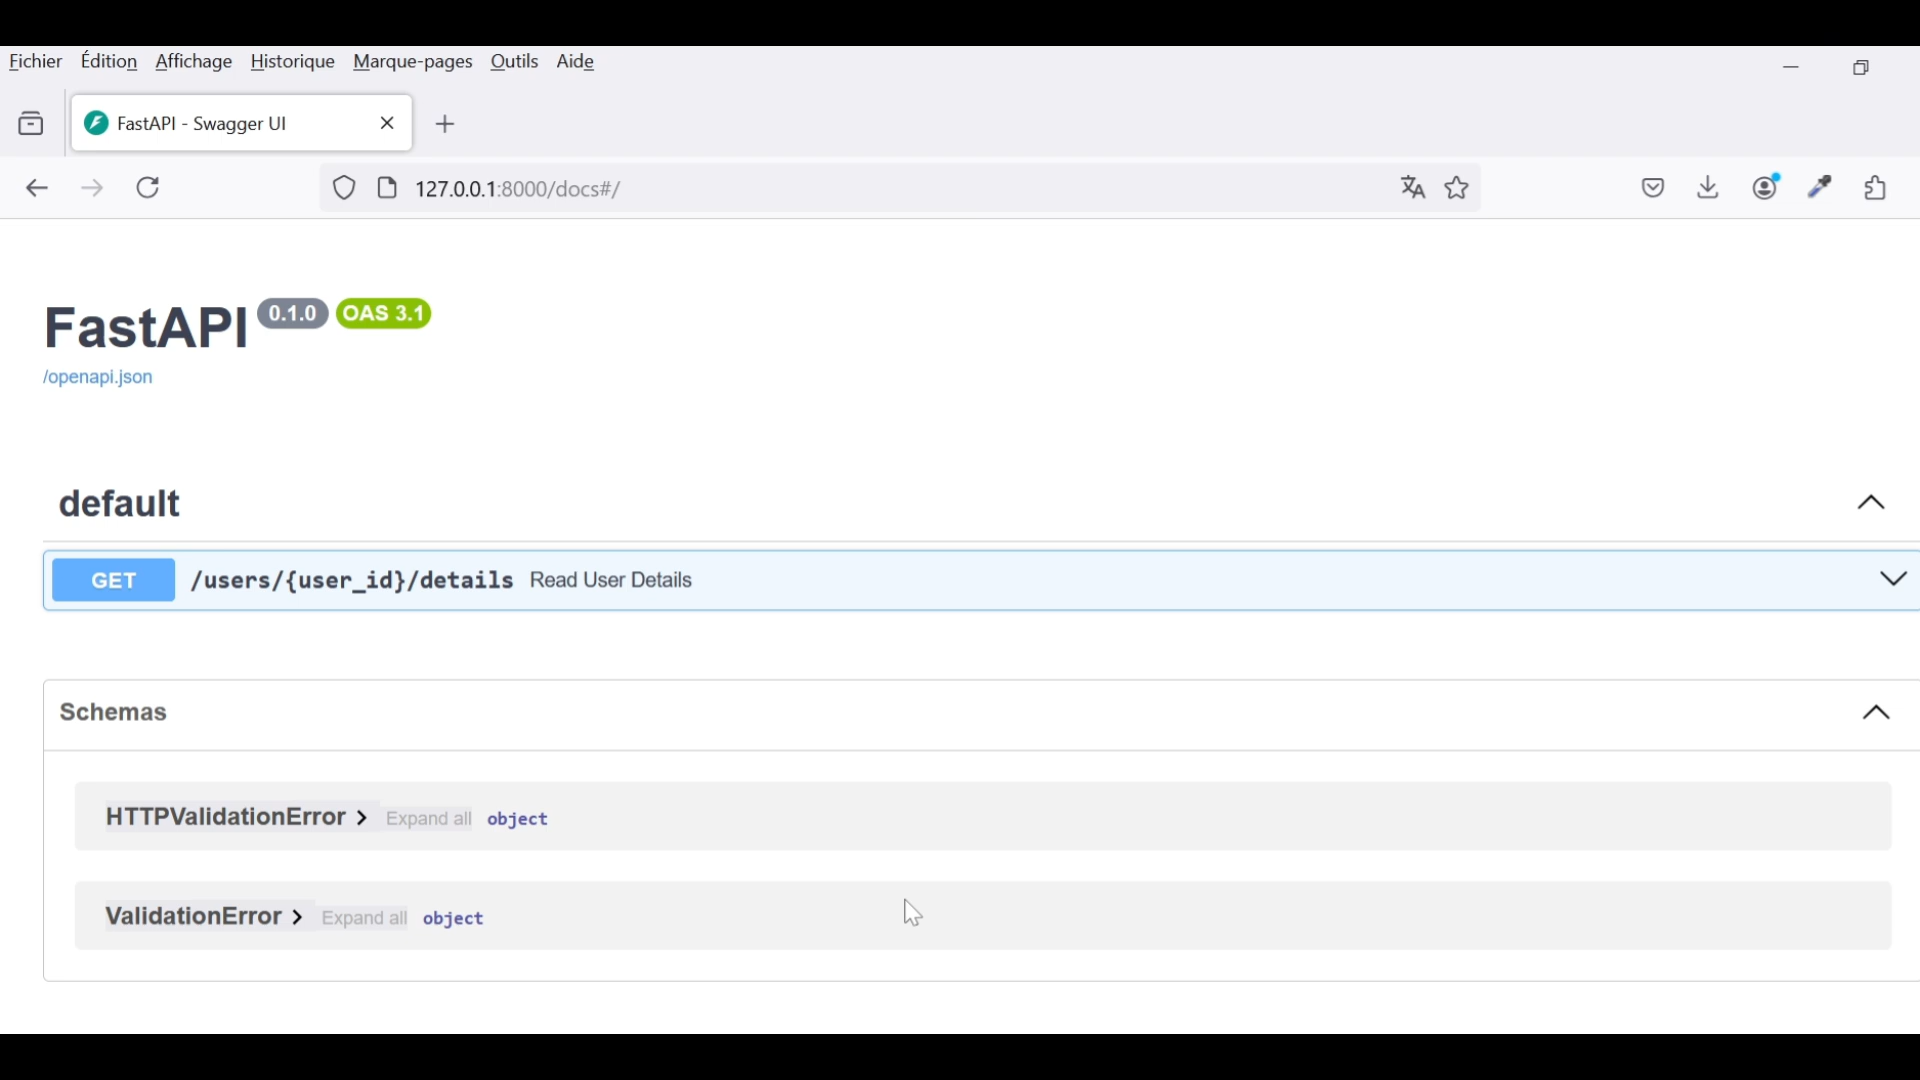 Fichier Édition Affichage Historique Marque-pages Outils Aide
FastAPI - Swagger UI
127.0.0.1:8000/docs#/
FastAPI 0.1.0 OAS 3.1
/openapi.json
default
GET /users/{user_id}/details Read User Details
Schemas
HTTPValidationError Expand all object
ValidationError Expand all object